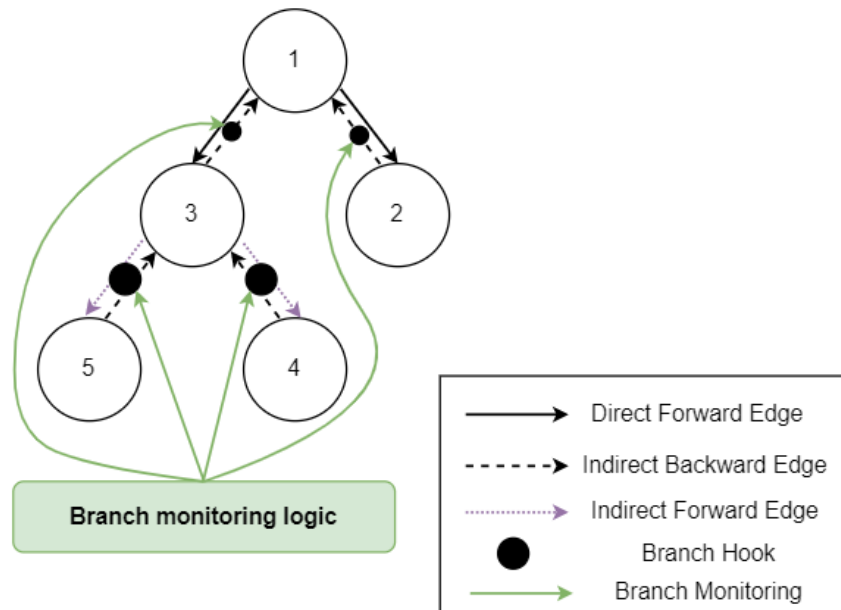 1
3
2
5
4
Direct Forward Edge
Indirect Backward Edge
Branch monitoring logic
Indirect Forward Edge
Branch Hook
Branch Monitoring